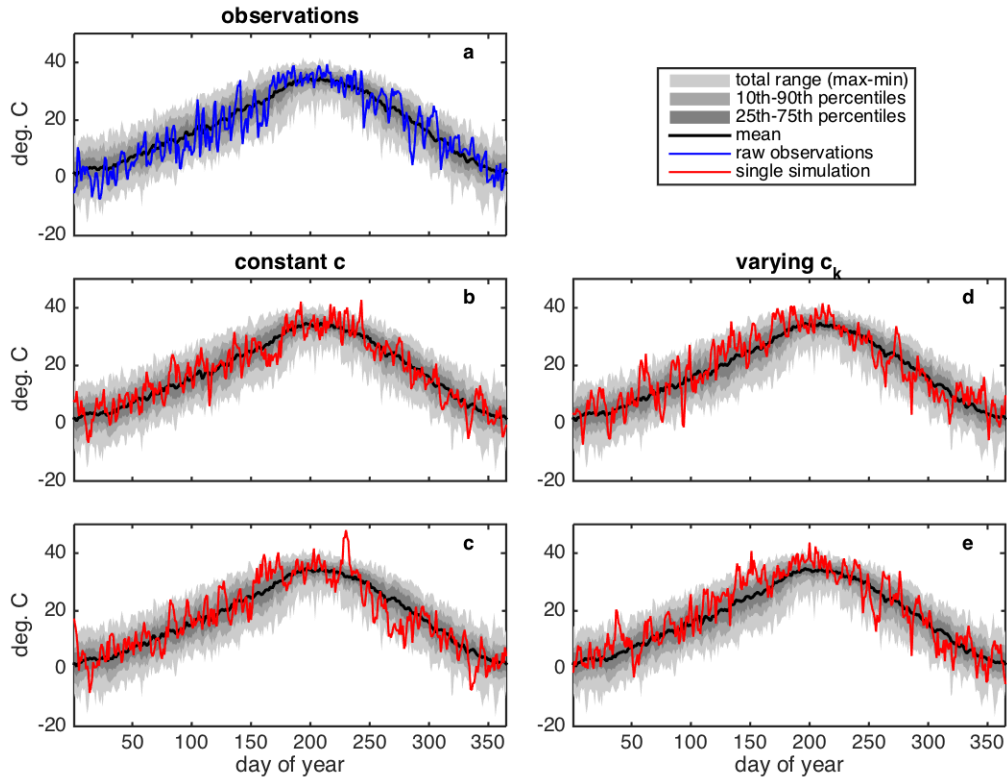 observations
a
40
20
0
-20
deg. C
total range (max-min)
10th-90th percentiles
25th-75th percentiles
mean
raw observations
single simulation
constant c
b
40
20
0
-20
deg. C
varying ck
d
40
20
0
-20
c
40
20
0
-20
deg. C
50 100 150 200 250 300 350
day of year
e
40
20
0
-20
50 100 150 200 250 300 350
day of year